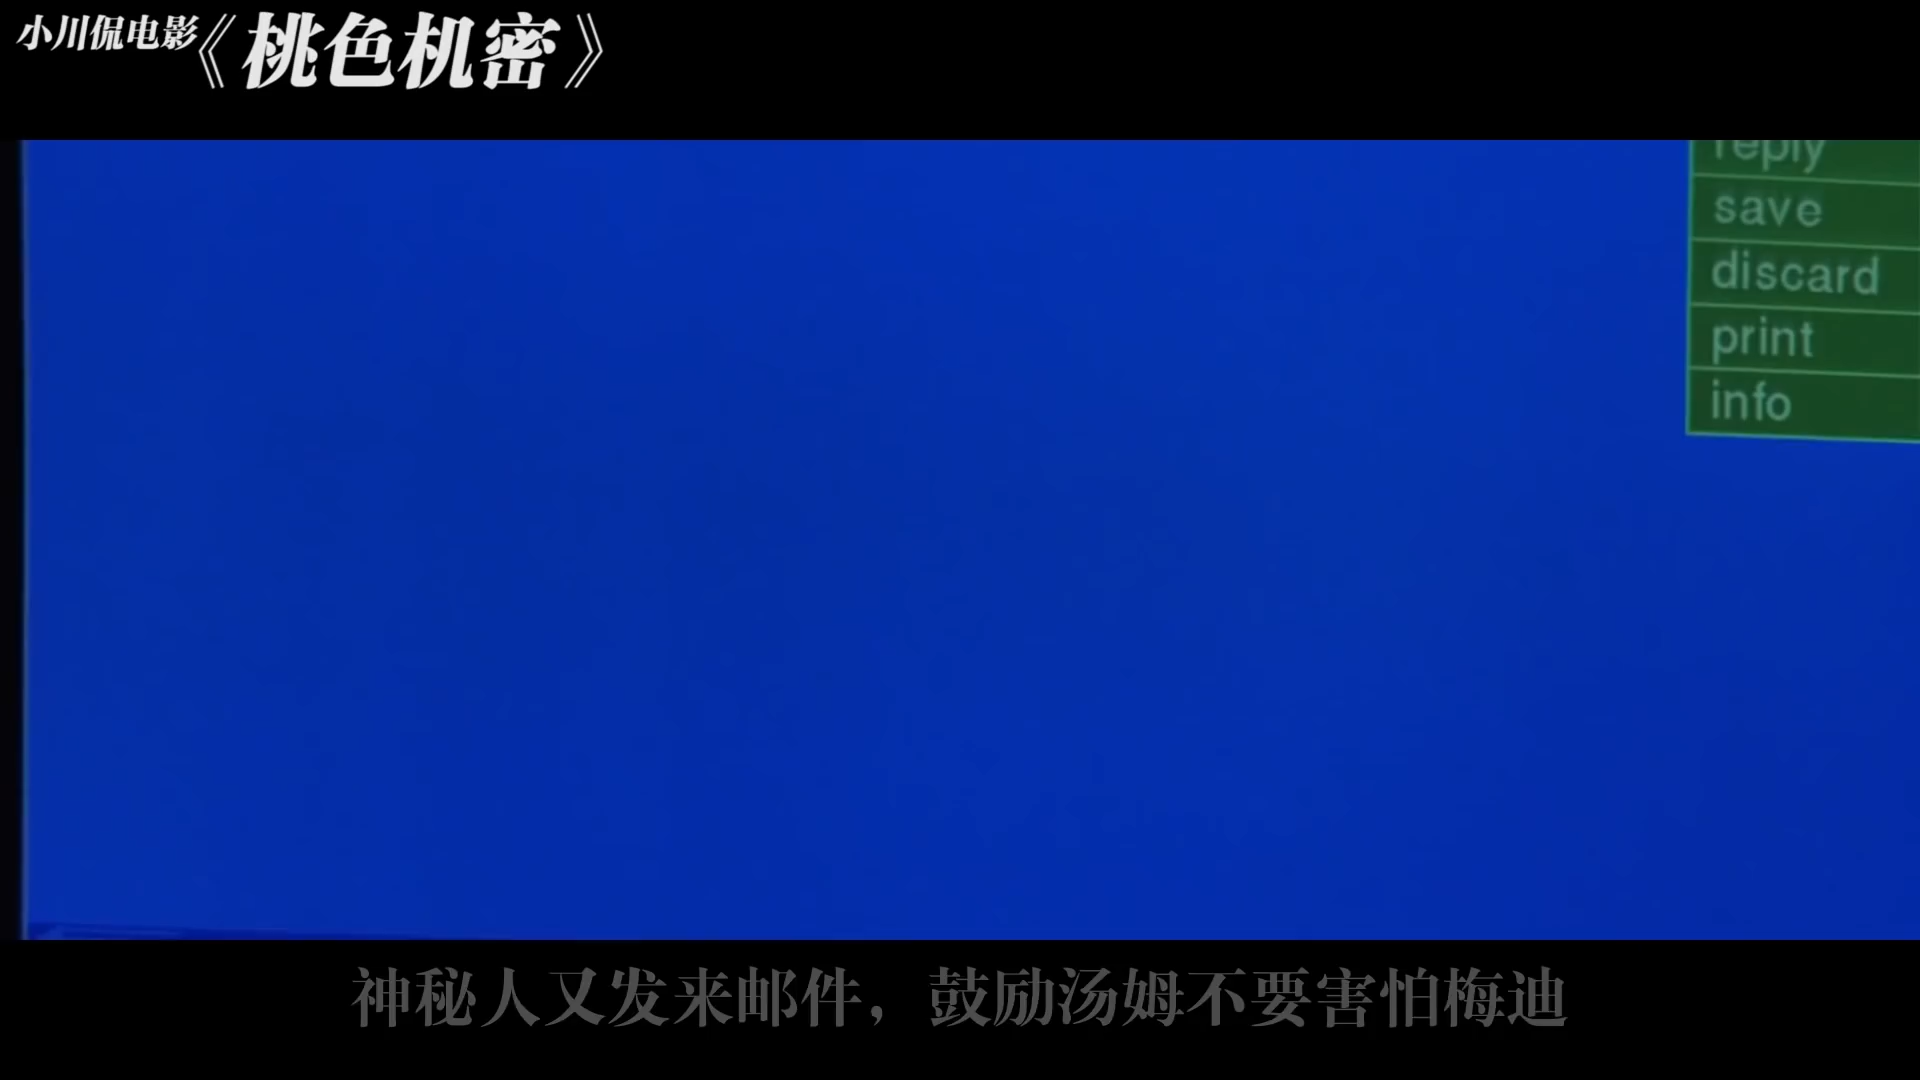 小川侃电影《桃色机密》
reply
save
discard
print
info
神秘人又发来邮件，鼓励汤姆不要害怕梅迪